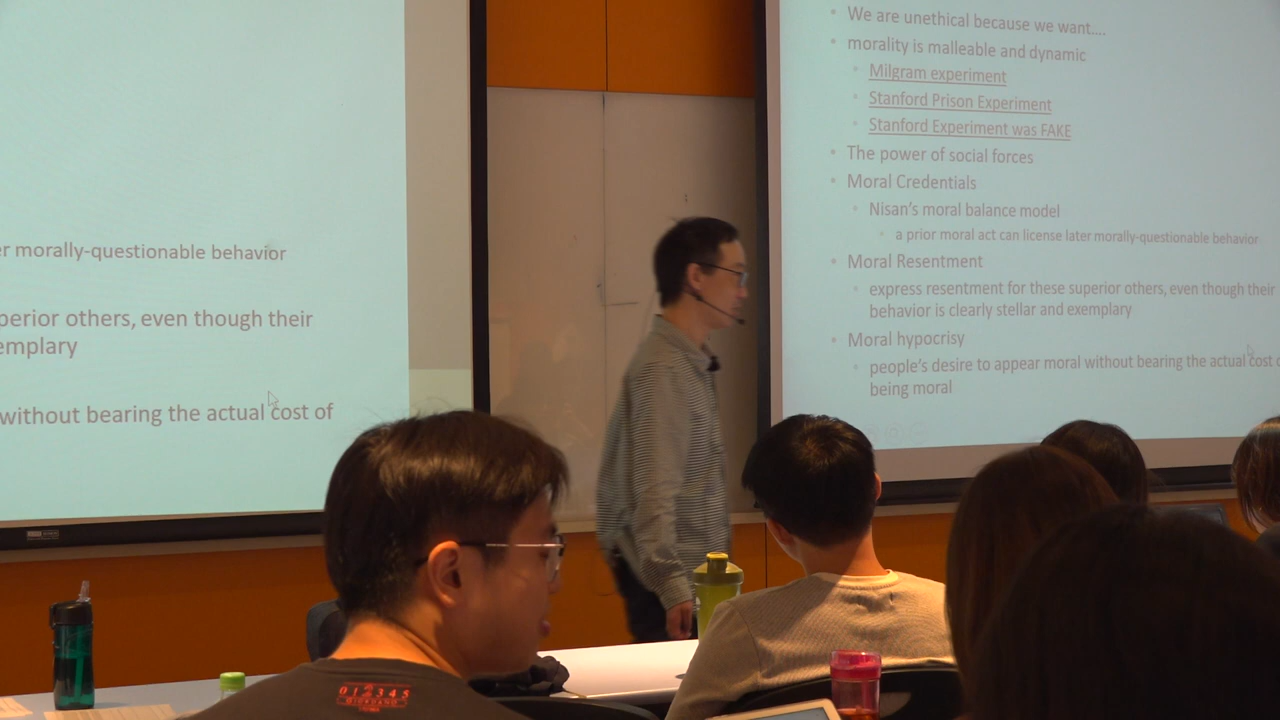 er morally-questionable behavior
perior others, even though their
emplary
without bearing the actual cost of
We are unethical because we want....
morality is malleable and dynamic
Milgram experiment
Stanford Prison Experiment
Stanford Experiment was FAKE
The power of social forces
Moral Credentials
Nisan's moral balance model
a prior moral act can license later morally-questionable behavior
Moral Resentment
express resentment for these superior others, even though their
behavior is clearly stellar and exemplary
Moral hypocrisy
people's desire to appear moral without bearing the actual cost o
being moral
012345
GIORDANO